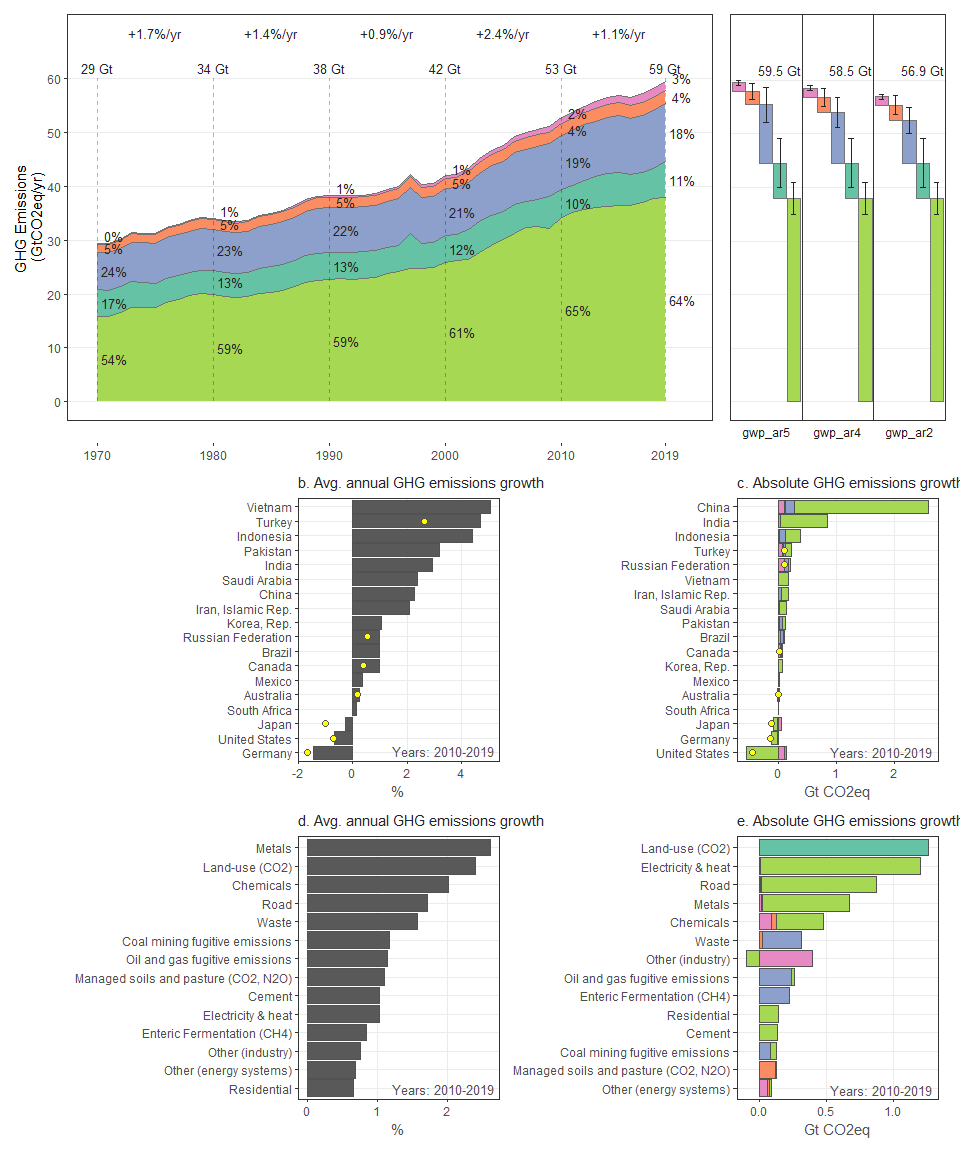 +1.7%/yr +1.4%/yr +0.9%/yr +2.4%/yr +1.1%/yr
29 Gt 34 Gt 38 Gt 42 Gt 53 Gt 59 Gt
GHG Emissions
(GtCO2eq/yr)
60
50
40
30
20
10
0
0%
5%
24%
17%
54%
1%
5%
23%
13%
59%
1%
5%
22%
13%
59%
1%
5%
21%
12%
61%
2%
4%
19%
10%
65%
3%
4%
18%
11%
64%
1970 1980 1990 2000 2010 2019
59.5 Gt 58.5 Gt 56.9 Gt
gwp_ar5 gwp_ar4 gwp_ar2
b. Avg. annual GHG emissions growth
Vietnam
Turkey
Indonesia
Pakistan
India
Saudi Arabia
China
Iran, Islamic Rep.
Korea, Rep.
Russian Federation
Brazil
Canada
Mexico
Australia
South Africa
Japan
United States
Germany
Years: 2010-2019
-2 0 2 4
%
c. Absolute GHG emissions growth
China
India
Indonesia
Turkey
Russian Federation
Vietnam
Iran, Islamic Rep.
Saudi Arabia
Pakistan
Brazil
Canada
Korea, Rep.
Mexico
Australia
South Africa
Japan
Germany
United States
Years: 2010-2019
0 1 2
Gt CO2eq
d. Avg. annual GHG emissions growth
Metals
Land-use (CO2)
Chemicals
Road
Waste
Coal mining fugitive emissions
Oil and gas fugitive emissions
Managed soils and pasture (CO2, N2O)
Cement
Electricity & heat
Enteric Fermentation (CH4)
Other (industry)
Other (energy systems)
Residential
Years: 2010-2019
0 1 2
%
e. Absolute GHG emissions growth
Land-use (CO2)
Electricity & heat
Road
Metals
Chemicals
Waste
Other (industry)
Oil and gas fugitive emissions
Enteric Fermentation (CH4)
Residential
Cement
Coal mining fugitive emissions
Managed soils and pasture (CO2, N2O)
Other (energy systems)
Years: 2010-2019
0.0 0.5 1.0
Gt CO2eq